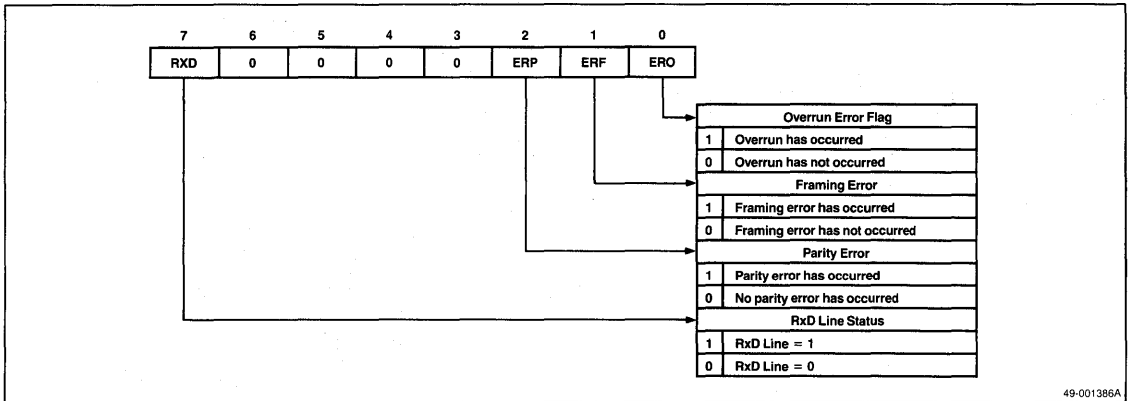 7 6 5 4 3 2 1 0
RXD 0 0 0 0 ERP ERF ERO
Overrun Error Flag
1 Overrun has occurred
0 Overrun has not occurred
Framing Error
1 Framing error has occurred
0 Framing error has not occurred
Parity Error
1 Parity error has occurred
0 No parity error has occurred
RxD Line Status
1 RxD Line = 1
0 RxD Line = 0
49-001386A